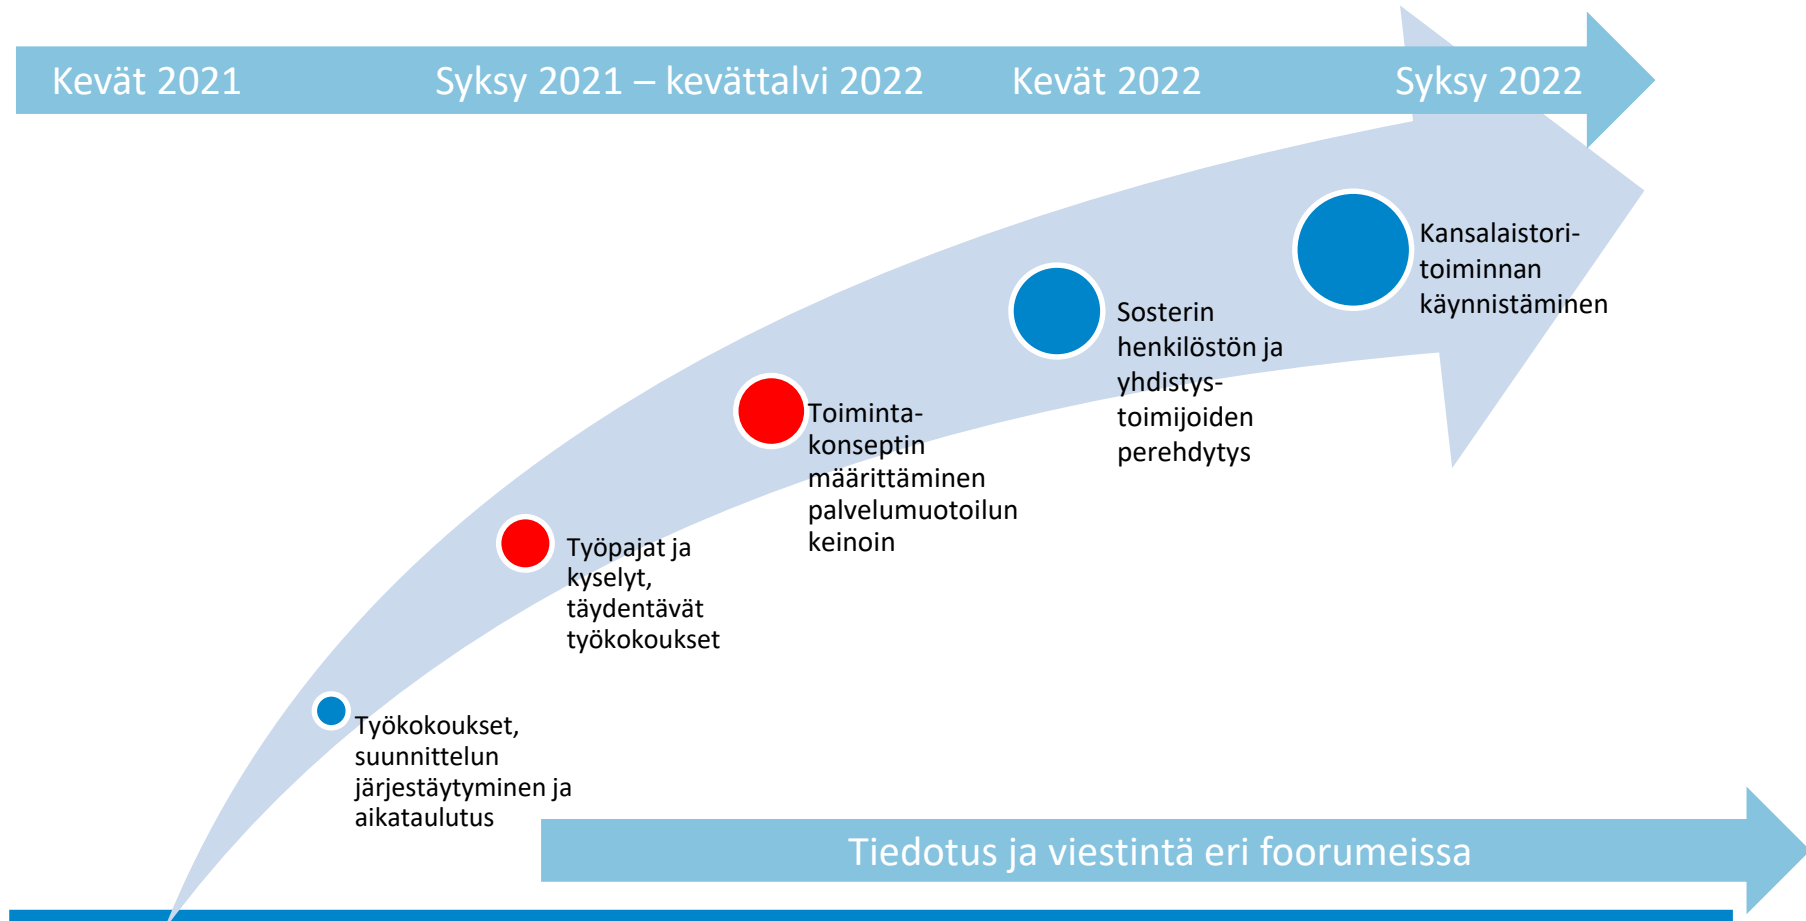 Kevät 2021
Syksy 2021 – kevättalvi 2022
Kevät 2022
Syksy 2022
Kansalaistori-
toiminnan
käynnistäminen
Sosterin
henkilöstön ja
yhdistys-
toimijoiden
perehdytys
Toiminta-
konseptin
määrittäminen
palvelumuotoilun
keinoin
Työpajat ja
kyselyt,
täydentävät
työkokoukset
Työkokoukset,
suunnittelun
järjestäytyminen ja
aikataulutus
Tiedotus ja viestintä eri foorumeissa